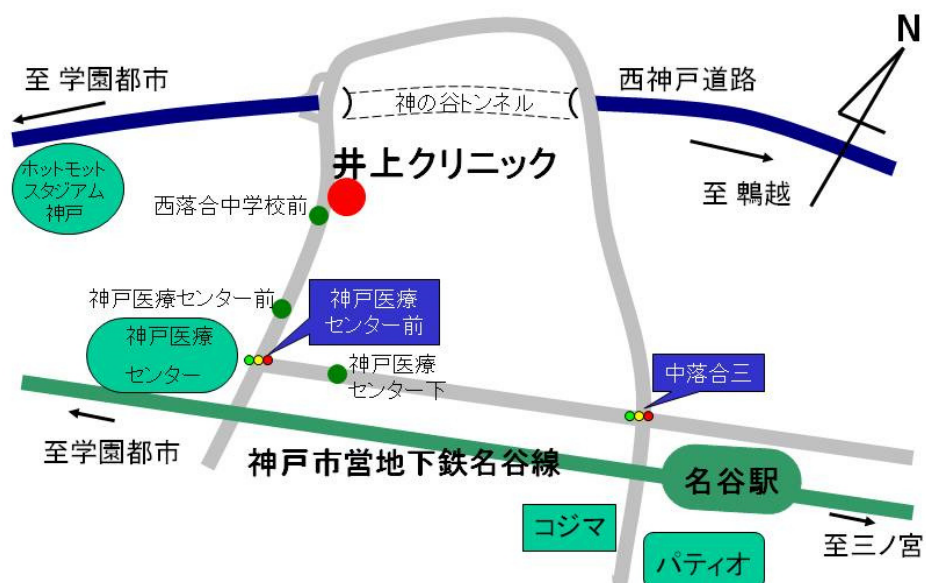 N
至 学園都市
西神戸道路
神の谷トンネル
井上クリニック
至 鵯越
ホットモット
スタジアム
神戸
西落合中学校前
神戸医療センター前
神戸医療
センター前
神戸医療
センター
神戸医療
センター下
中落合三
至学園都市
神戸市営地下鉄名谷線
名谷駅
コジマ
至三ノ宮
パティオ